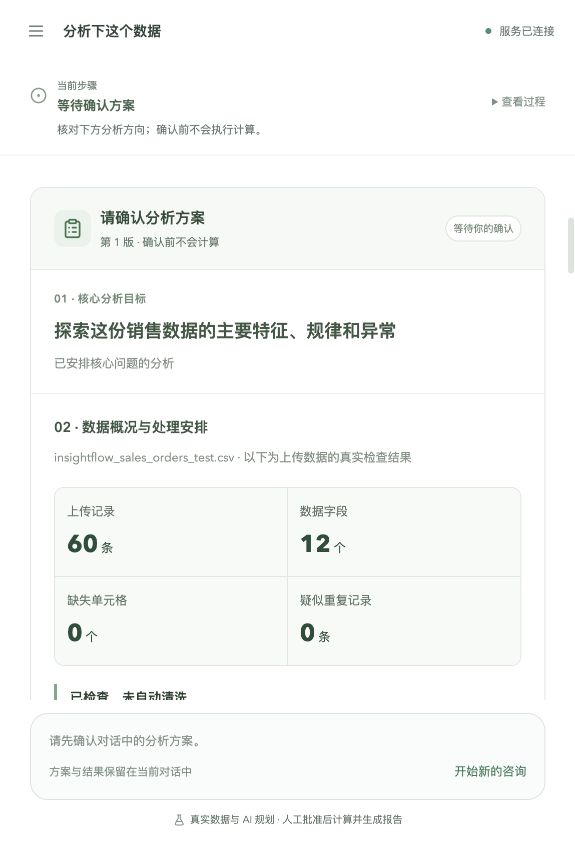 分析下这个数据
服务已连接
当前步骤
等待确认方案
核对下方分析方向；确认前不会执行计算。
查看过程
请确认分析方案
第 1 版 · 确认前不会计算
等待你的确认
01 · 核心分析目标
探索这份销售数据的主要特征、规律和异常
已安排核心问题的分析
02 · 数据概况与处理安排
insightflow_sales_orders_test.csv · 以下为上传数据的真实检查结果
上传记录
60 条
数据字段
12 个
缺失单元格
0 个
疑似重复记录
0 条
已检查，未自动清洗
请先确认对话中的分析方案。
方案与结果保留在当前对话中
开始新的咨询
真实数据与 AI 规划 · 人工批准后计算并生成报告